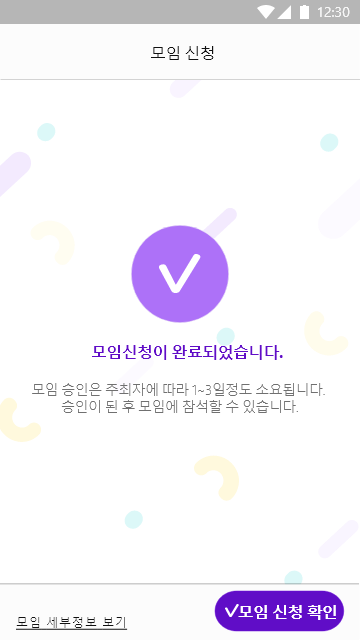 12:30
모임 신청
모임신청이 완료되었습니다.
모임 승인은 주최자에 따라 1~3일정도 소요됩니다.
승인이 된 후 모임에 참석할 수 있습니다.
모임 세부정보 보기
모임 신청 확인